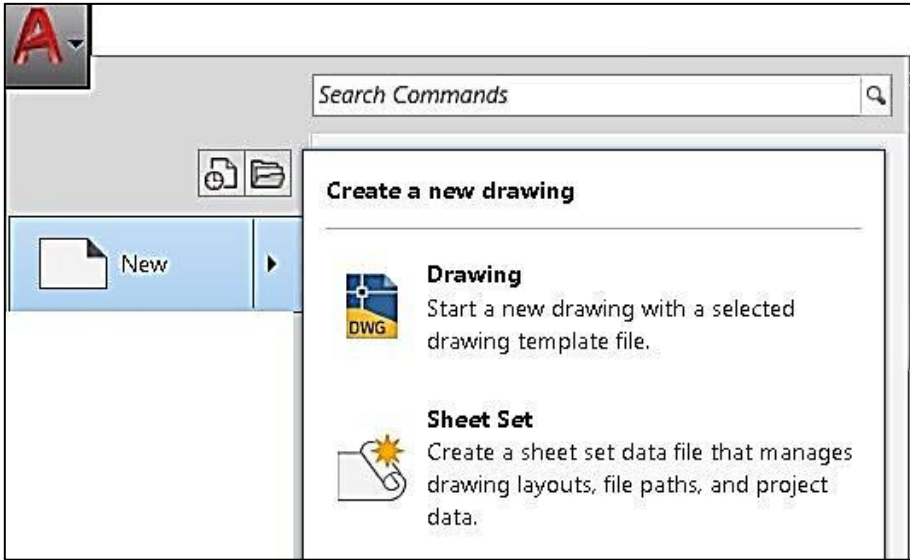 Search Commands
Create a new drawing
New
Drawing
Start a new drawing with a selected
drawing template file.
DWG
Sheet Set
Create a sheet set data file that manages
drawing layouts, file paths, and project
data.